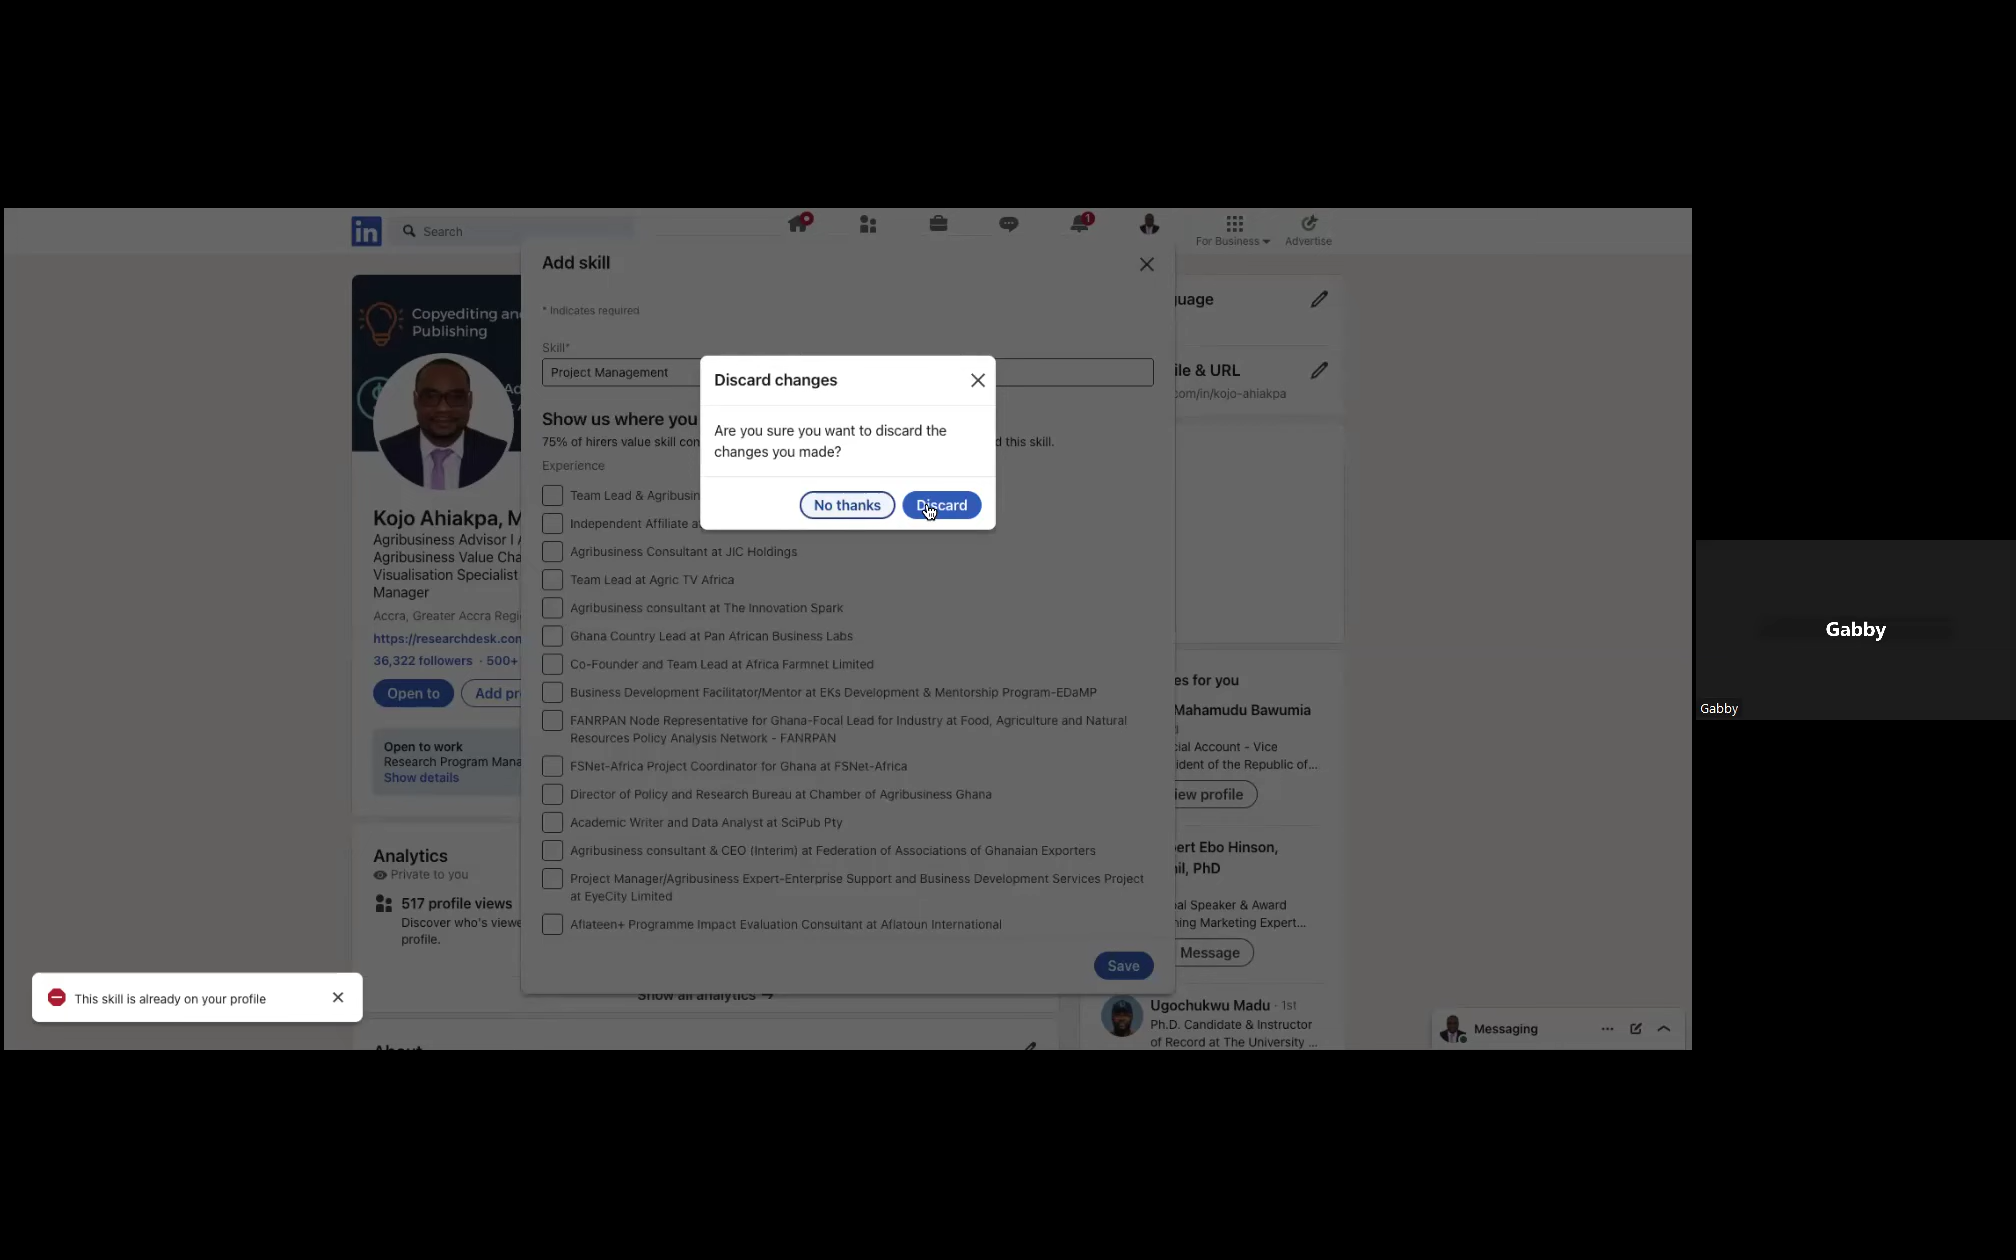 in
Search
1
For Business
Advertise
Copyediting an
Publishing
Kojo Ahiakpa, M
Agribusiness Advisor I
Agribusiness Value Cha
Visualisation Specialist
Manager
Accra, Greater Accra Regi
https://researchdesk.con
36,322 followers · 500+
Open to
Add pr
Open to work
Research Program Mana
Show details
Analytics
Private to you
517 profile views
Discover who's viewe
profile.
Show all analytics →
About
Add skill
* Indicates required
Skill*
Project Management
Show us where you
75% of hirers value skill con
d this skill.
Experience
Team Lead & Agribusin
Independent Affiliate a
Agribusiness Consultant at JIC Holdings
Team Lead at Agric TV Africa
Agribusiness consultant at The Innovation Spark
Ghana Country Lead at Pan African Business Labs
Co-Founder and Team Lead at Africa Farmnet Limited
Business Development Facilitator/Mentor at EKs Development & Mentorship Program-EDaMP
FANRPAN Node Representative for Ghana-Focal Lead for Industry at Food, Agriculture and Natural
Resources Policy Analysis Network - FANRPAN
FSNet-Africa Project Coordinator for Ghana at FSNet-Africa
Director of Policy and Research Bureau at Chamber of Agribusiness Ghana
Academic Writer and Data Analyst at SciPub Pty
Agribusiness consultant & CEO (Interim) at Federation of Associations of Ghanaian Exporters
Project Manager/Agribusiness Expert-Enterprise Support and Business Development Services Project
at EyeCity Limited
Aflateen+ Programme Impact Evaluation Consultant at Aflatoun International
Save
Discard changes
Are you sure you want to discard the
changes you made?
No thanks
Discard
guage
ile & URL
com/in/kojo-ahiakpa
es for you
Mahamudu Bawumia
cial Account - Vice
ident of the Republic of...
iew profile
ert Ebo Hinson,
il, PhD
al Speaker & Award
ning Marketing Expert...
Message
Ugochukwu Madu · 1st
Ph.D. Candidate & Instructor
of Record at The University ...
This skill is already on your profile
Messaging
Gabby
Gabby